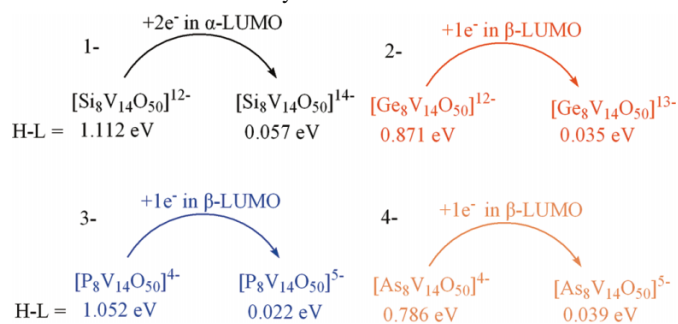 +2e⁻ in α-LUMO
1-
[Si₈V₁₄O₅₀]¹²⁻ [Si₈V₁₄O₅₀]¹⁴⁻
H-L = 1.112 eV 0.057 eV
+1e⁻ in β-LUMO
2-
[Ge₈V₁₄O₅₀]¹²⁻ [Ge₈V₁₄O₅₀]¹³⁻
0.871 eV 0.035 eV
+1e⁻ in β-LUMO
3-
[P₈V₁₄O₅₀]⁴⁻ [P₈V₁₄O₅₀]⁵⁻
H-L = 1.052 eV 0.022 eV
+1e⁻ in β-LUMO
4-
[As₈V₁₄O₅₀]⁴⁻ [As₈V₁₄O₅₀]⁵⁻
0.786 eV 0.039 eV